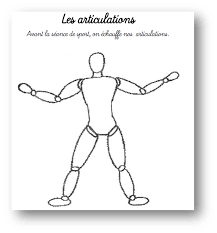 Les articulations
Avant la séance de sport, on échauffe nos articulations.